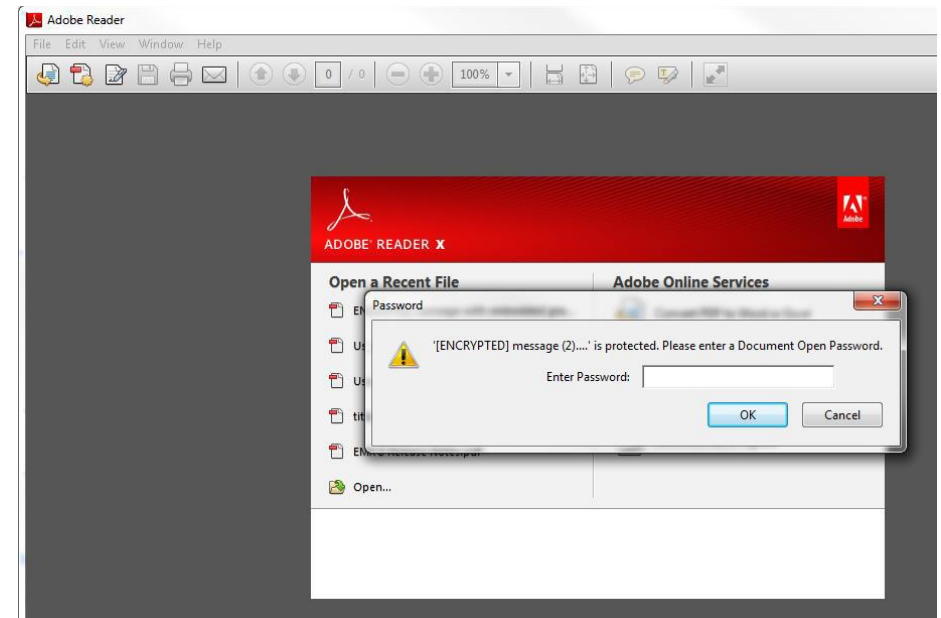 Adobe Reader
File Edit View Window Help
0 / 0 100%
Adobe
ADOBE® READER X
Open a Recent File
Adobe Online Services
Password
'[ENCRYPTED] message (2)....' is protected. Please enter a Document Open Password.
Enter Password:
OK Cancel
Open...